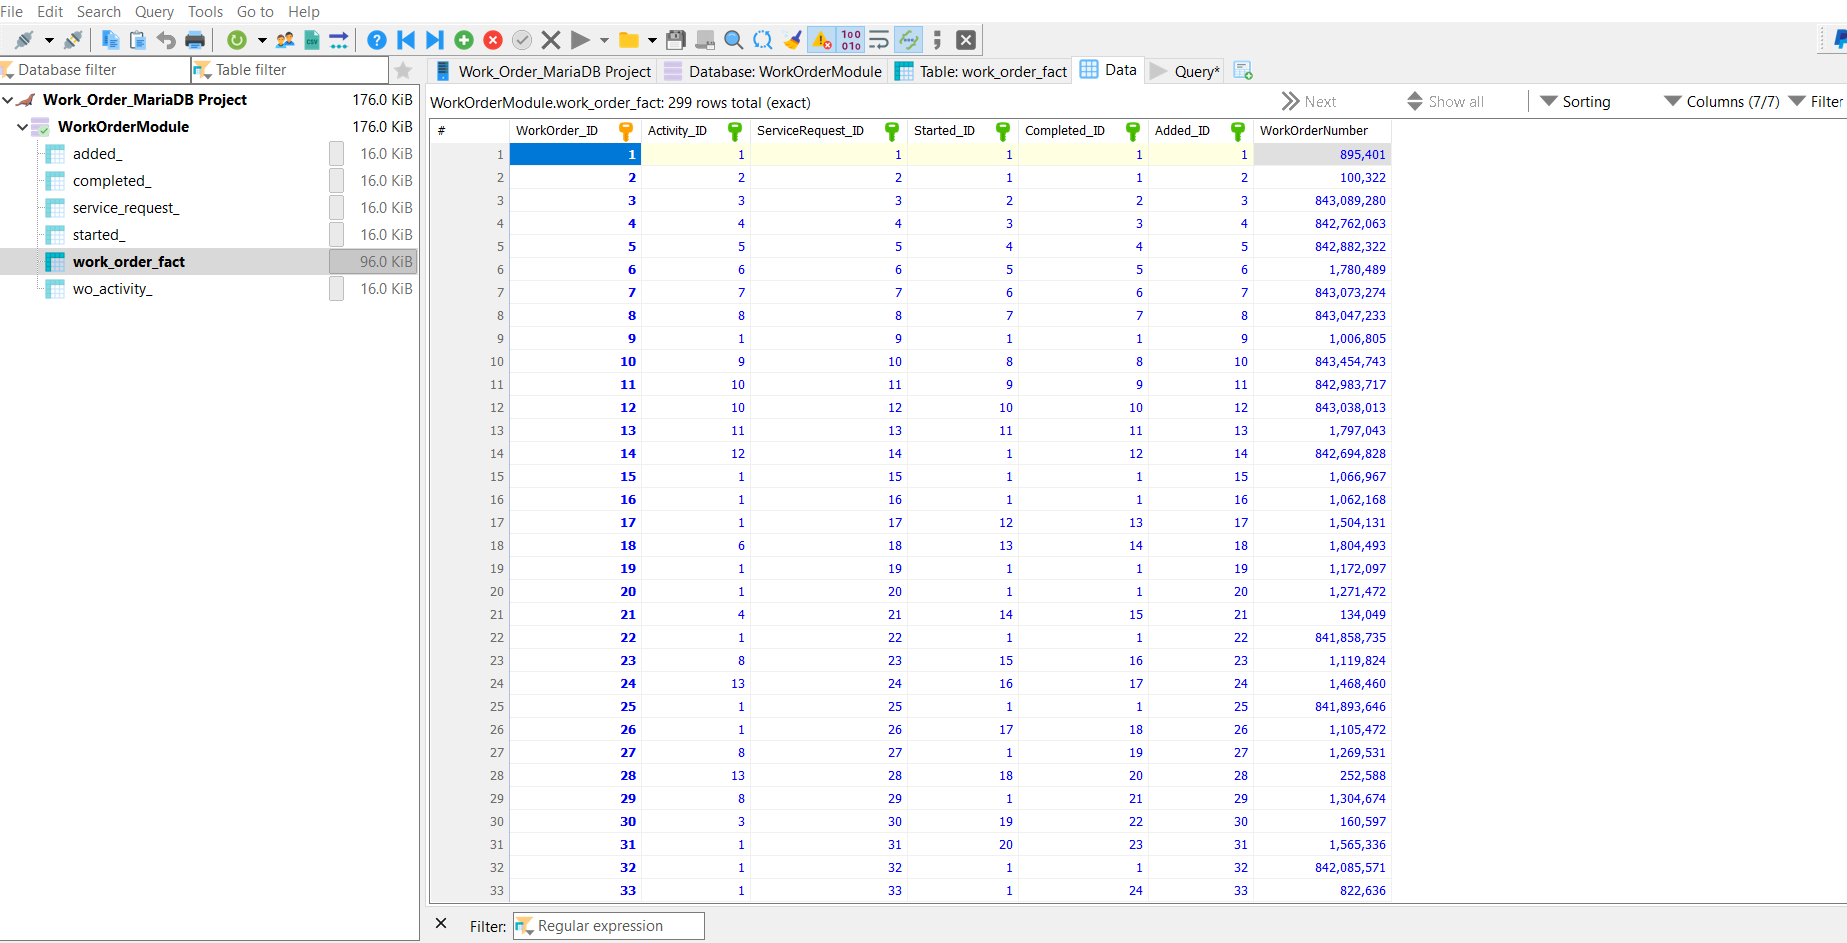 File Edit Search Query Tools Go to Help
Database filter Table filter
Work_Order_MariaDB Project 176.0 KiB
WorkOrderModule 176.0 KiB
added_ 16.0 KiB
completed_ 16.0 KiB
service_request_ 16.0 KiB
started_ 16.0 KiB
work_order_fact 96.0 KiB
wo_activity_ 16.0 KiB
Work_Order_MariaDB Project Database: WorkOrderModule Table: work_order_fact Data Query*
WorkOrderModule.work_order_fact: 299 rows total (exact) Next Show all Sorting Columns (7/7) Filter
# WorkOrder_ID Activity_ID ServiceRequest_ID Started_ID Completed_ID Added_ID WorkOrderNumber
1 1 1 1 1 1 1 895,401
2 2 2 2 1 1 2 100,322
3 3 3 3 2 2 3 843,089,280
4 4 4 4 3 3 4 842,762,063
5 5 5 5 4 4 5 842,882,322
6 6 6 6 5 5 6 1,780,489
7 7 7 7 6 6 7 843,073,274
8 8 8 8 7 7 8 843,047,233
9 9 1 9 1 1 9 1,006,805
10 10 9 10 8 8 10 843,454,743
11 11 10 11 9 9 11 842,983,717
12 12 10 12 10 10 12 843,038,013
13 13 11 13 11 11 13 1,797,043
14 14 12 14 1 12 14 842,694,828
15 15 1 15 1 1 15 1,066,967
16 16 1 16 1 1 16 1,062,168
17 17 1 17 12 13 17 1,504,131
18 18 6 18 13 14 18 1,804,493
19 19 1 19 1 1 19 1,172,097
20 20 1 20 1 1 20 1,271,472
21 21 4 21 14 15 21 134,049
22 22 1 22 1 1 22 841,858,735
23 23 8 23 15 16 23 1,119,824
24 24 13 24 16 17 24 1,468,460
25 25 1 25 1 1 25 841,893,646
26 26 1 26 17 18 26 1,105,472
27 27 8 27 1 19 27 1,269,531
28 28 13 28 18 20 28 252,588
29 29 8 29 1 21 29 1,304,674
30 30 3 30 19 22 30 160,597
31 31 1 31 20 23 31 1,565,336
32 32 1 32 1 1 32 842,085,571
33 33 1 33 1 24 33 822,636
Filter: Regular expression